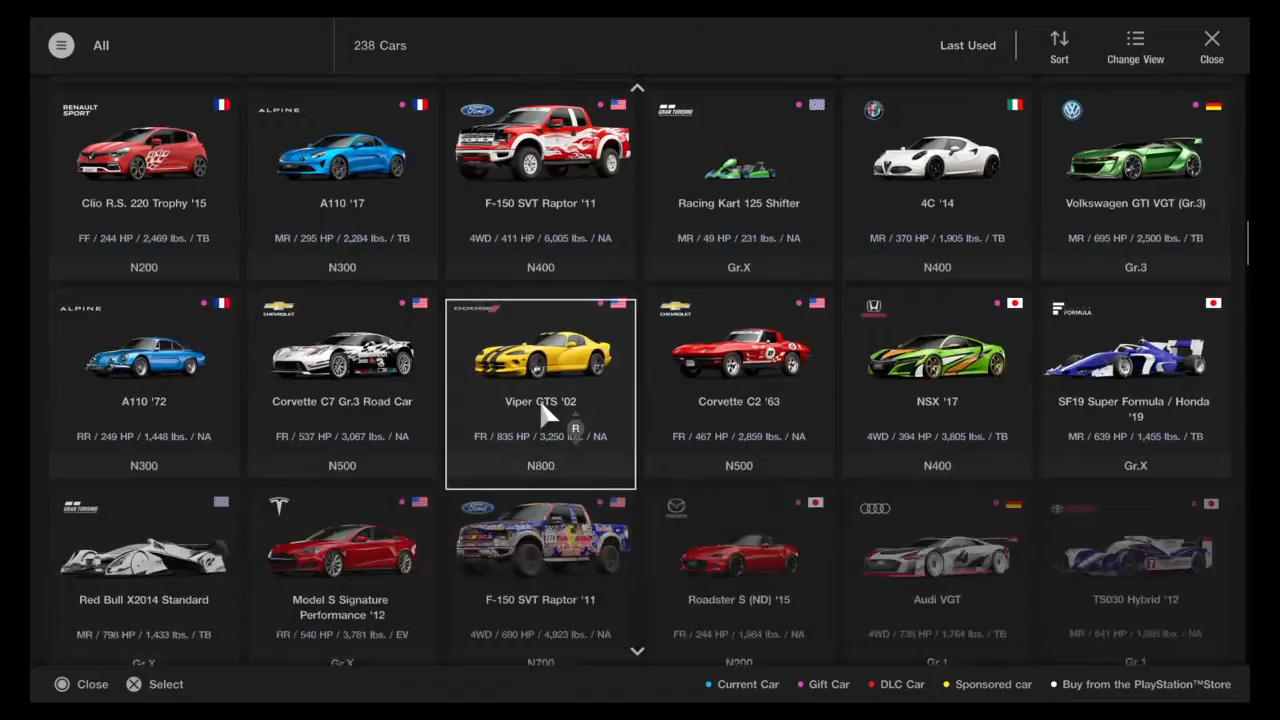 All
238 Cars
Last Used
Sort
Change View
Close
RENAULT SPORT
ALPINE
Ford
GRAN TURISMO
Clio R.S. 220 Trophy '15
A110 '17
F-150 SVT Raptor '11
Racing Kart 125 Shifter
4C '14
Volkswagen GTI VGT (Gr.3)
FF / 244 HP / 2,469 lbs. / TB
MR / 295 HP / 2,284 lbs. / TB
4WD / 411 HP / 6,005 lbs. / NA
MR / 49 HP / 231 lbs. / NA
MR / 370 HP / 1,905 lbs. / TB
MR / 695 HP / 2,500 lbs. / TB
N200
N300
N400
Gr.X
N400
Gr.3
ALPINE
CHEVROLET
DODGE
CHEVROLET
HONDA
FORMULA
A110 '72
Corvette C7 Gr.3 Road Car
Viper GTS '02
Corvette C2 '63
NSX '17
SF19 Super Formula / Honda
'19
RR / 249 HP / 1,448 lbs. / NA
FR / 537 HP / 3,067 lbs. / NA
FR / 835 HP / 3,250 lbs. / NA
FR / 467 HP / 2,859 lbs. / NA
4WD / 394 HP / 3,805 lbs. / TB
MR / 639 HP / 1,455 lbs. / TB
R
N300
N500
N800
N500
N400
Gr.X
GRAN TURISMO
Ford
Red Bull X2014 Standard
Model S Signature
Performance '12
F-150 SVT Raptor '11
Roadster S (ND) '15
Audi VGT
TS030 Hybrid '12
MR / 798 HP / 1,433 lbs. / TB
RR / 540 HP / 3,781 lbs. / EV
4WD / 690 HP / 4,923 lbs. / NA
FR / 244 HP / 1,984 lbs. / NA
4WD / 735 HP / 1,764 lbs. / TB
MR / 641 HP / lbs. / NA
Gr.X
Gr.X
N700
N200
Gr.1
Gr.1
Close
Select
Current Car
Gift Car
DLC Car
Sponsored car
Buy from the PlayStation™Store